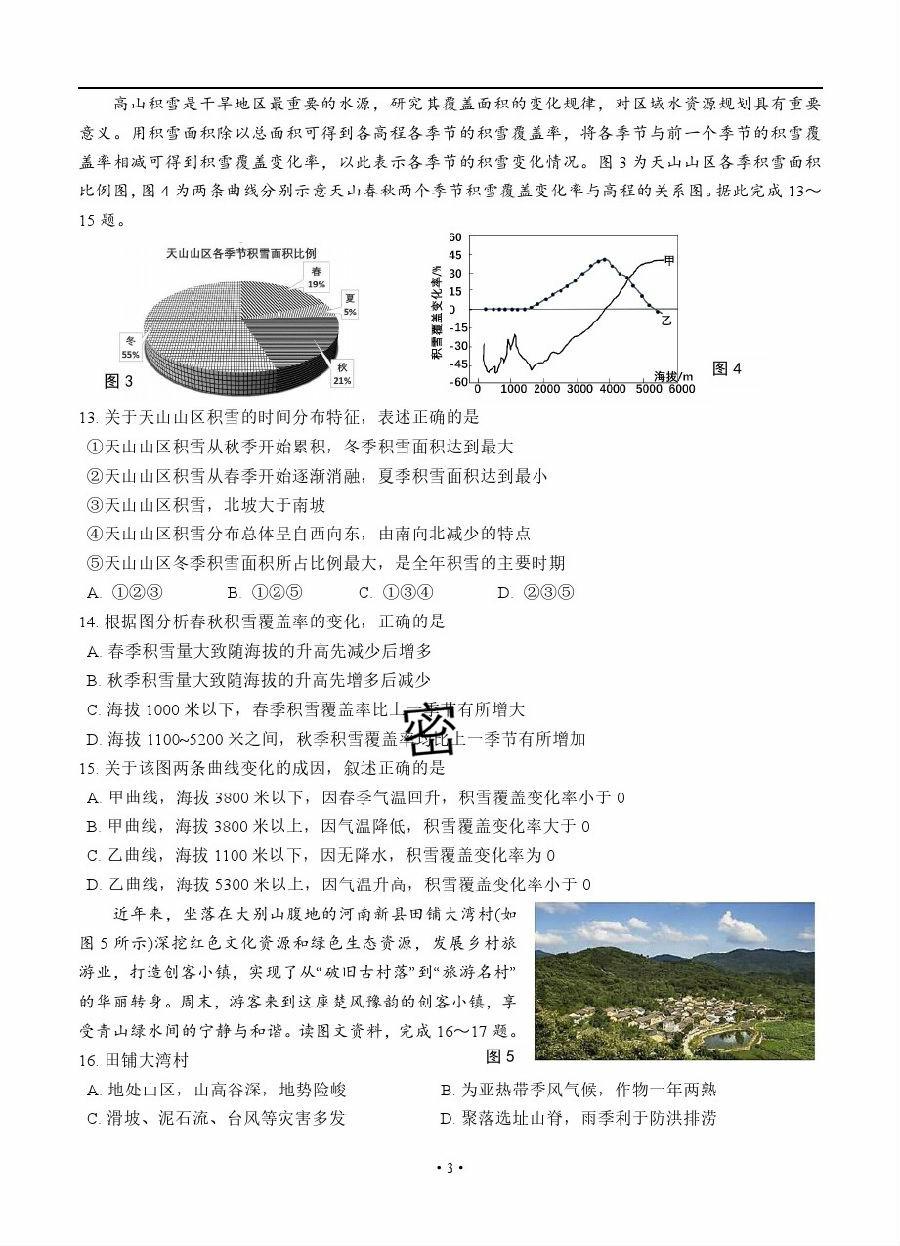 高山积雪是干旱地区最重要的水源，研究其覆盖面积的变化规律，对区域水资源规划具有重要
意义。用积雪面积除以总面积可得到各高程各季节的积雪覆盖率，将各季节与前一个季节的积雪覆
盖率相减可得到积雪覆盖变化率，以此表示各季节的积雪变化情况。图 3 为天山山区各季积雪面积
比例图，图 4 为两条曲线分别示意天山春秋两个季节积雪覆盖变化率与高程的关系图。据此完成 13～
15 题。
天山山区各季节积雪面积比例
春
19%
夏
5%
冬
55%
秋
21%
图 3
积雪覆盖变化率/%
60
45
30
15
0
-15
-30
-45
-60
0 1000 2000 3000 4000 5000 6000
海拔/m
甲
乙
图 4
13. 关于天山山区积雪的时间分布特征，表述正确的是
①天山山区积雪从秋季开始累积，冬季积雪面积达到最大
②天山山区积雪从春季开始逐渐消融，夏季积雪面积达到最小
③天山山区积雪，北坡大于南坡
④天山山区积雪分布总体呈自西向东，由南向北减少的特点
⑤天山山区冬季积雪面积所占比例最大，是全年积雪的主要时期
A. ①②③ B. ①②⑤ C. ①③④ D. ②③⑤
14. 根据图分析春秋积雪覆盖率的变化，正确的是
A. 春季积雪量大致随海拔的升高先减少后增多
B. 秋季积雪量大致随海拔的升高先增多后减少
C. 海拔 1000 米以下，春季积雪覆盖率比上一季节有所增大
D. 海拔 1100~5200 米之间，秋季积雪覆盖率均比上一季节有所增加
密
15. 关于该图两条曲线变化的成因，叙述正确的是
A. 甲曲线，海拔 3800 米以下，因春季气温回升，积雪覆盖变化率小于 0
B. 甲曲线，海拔 3800 米以上，因气温降低，积雪覆盖变化率大于 0
C. 乙曲线，海拔 1100 米以下，因无降水，积雪覆盖变化率为 0
D. 乙曲线，海拔 5300 米以上，因气温升高，积雪覆盖变化率小于 0
近年来，坐落在大别山腹地的河南新县田铺大湾村(如
图 5 所示)深挖红色文化资源和绿色生态资源，发展乡村旅
游业，打造创客小镇，实现了从“破旧古村落”到“旅游名村”
的华丽转身。周末，游客来到这座楚风豫韵的创客小镇，享
受青山绿水间的宁静与和谐。读图文资料，完成 16～17 题。
图 5
16. 田铺大湾村
A. 地处山区，山高谷深，地势险峻 B. 为亚热带季风气候，作物一年两熟
C. 滑坡、泥石流、台风等灾害多发 D. 聚落选址山脊，雨季利于防洪排涝
• 3 •